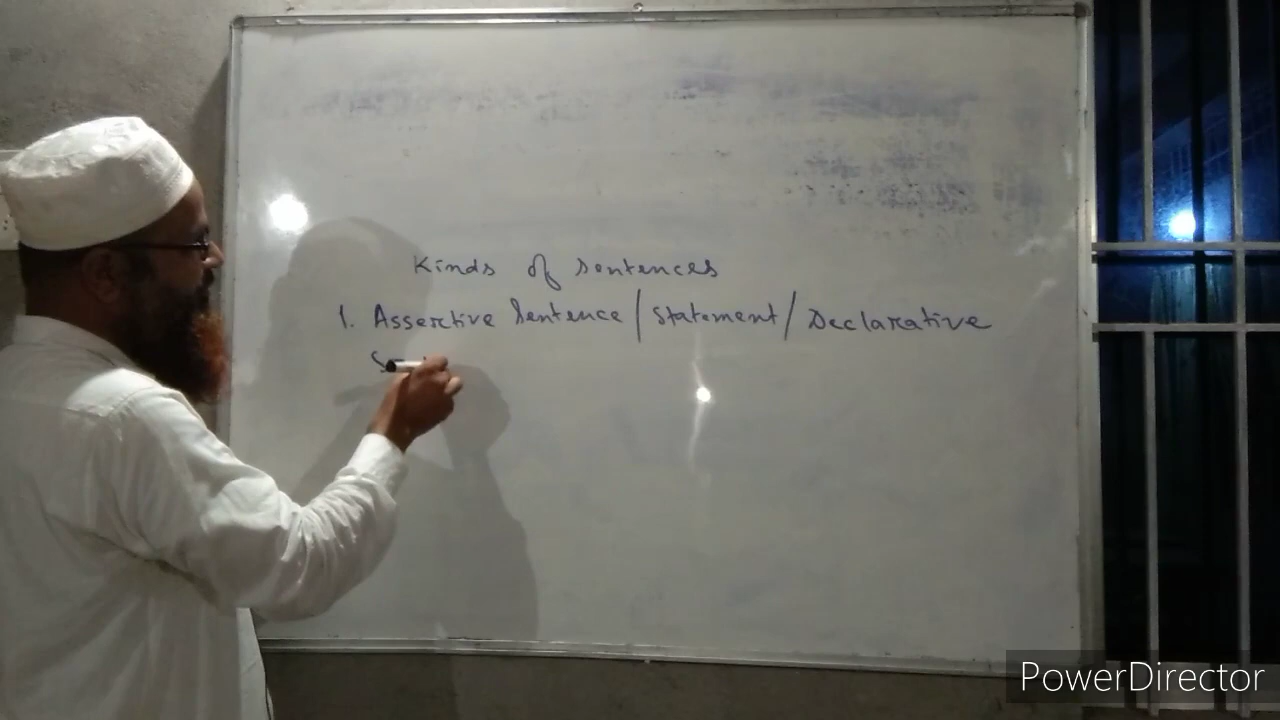 Kinds of sentences
1. Assertive Sentence / Statement / Declarative
S
PowerDirector